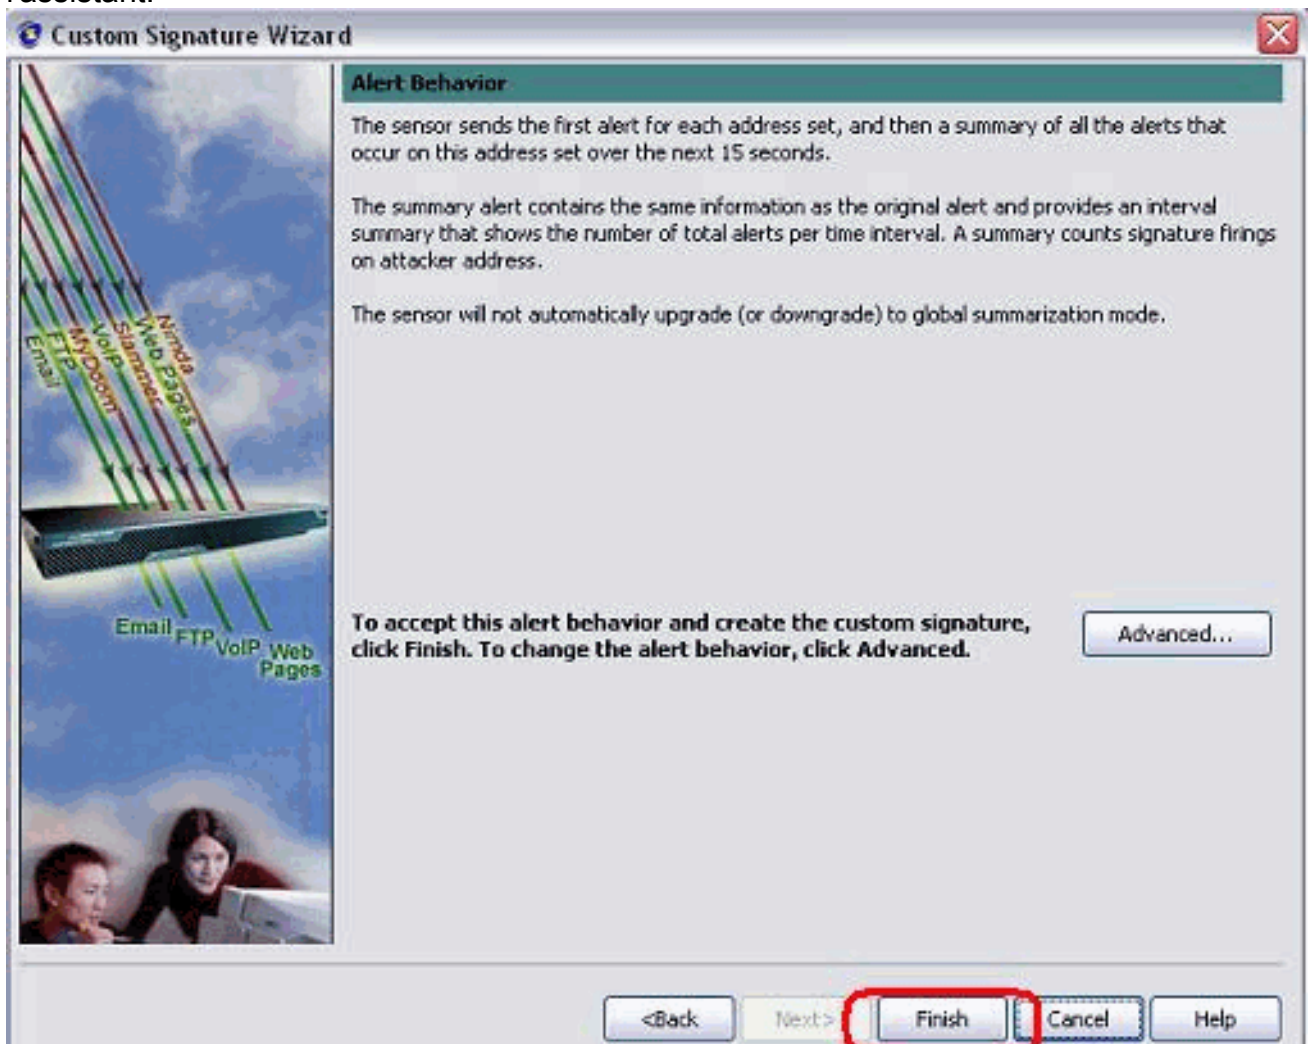 l'assistant.
Custom Signature Wizard
Alert Behavior
The sensor sends the first alert for each address set, and then a summary of all the alerts that
occur on this address set over the next 15 seconds.
The summary alert contains the same information as the original alert and provides an interval
summary that shows the number of total alerts per time interval. A summary counts signature firings
on attacker address.
The sensor will not automatically upgrade (or downgrade) to global summarization mode.
Nimda
Web Pages
Slammer
VoIP
MyDoom
FTP
Email
Email FTP VoIP Web
Pages
To accept this alert behavior and create the custom signature,
click Finish. To change the alert behavior, click Advanced.
Advanced...
<Back Next> Finish Cancel Help